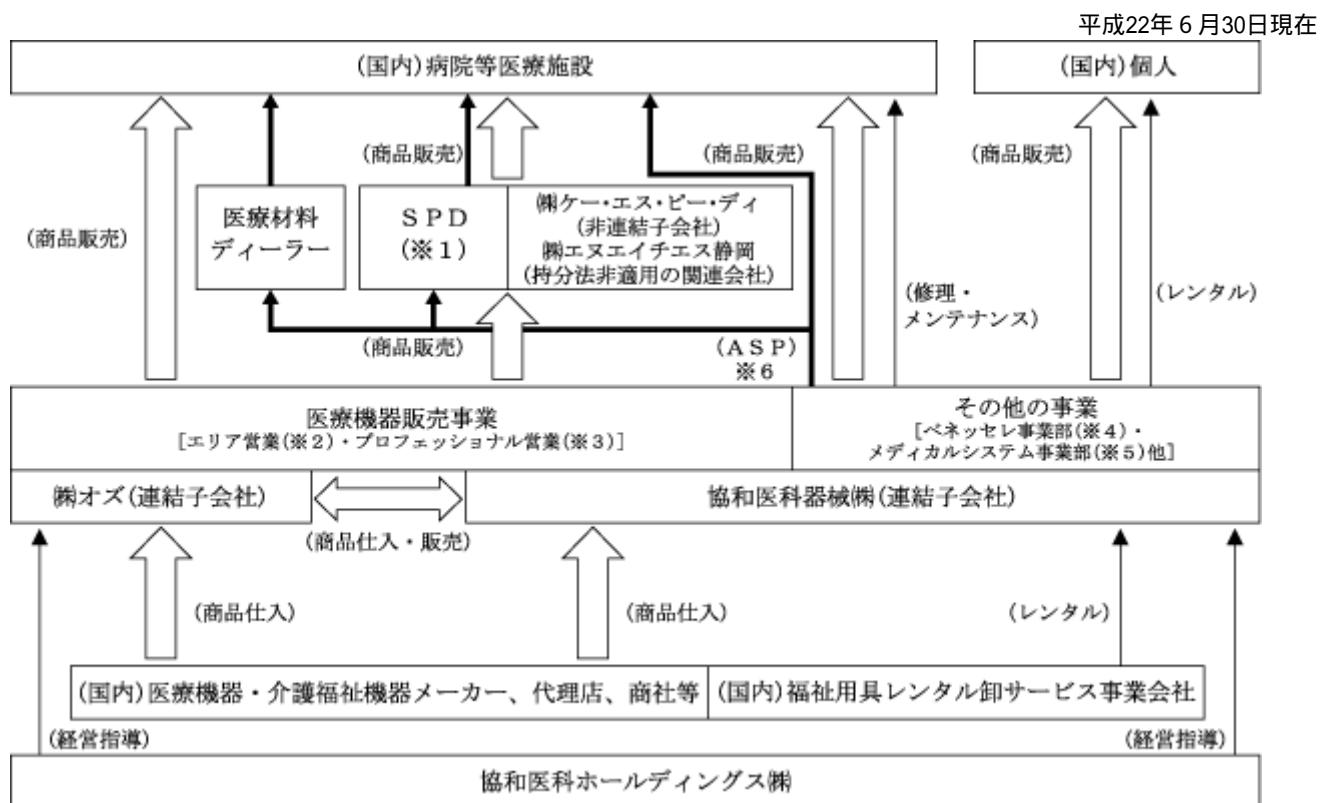 平成22年6月30日現在
(国内)病院等医療施設
(国内)個人
(商品販売)
(商品販売)
(商品販売)
(商品販売)
医療材料
ディーラー
SPD
(※1)
㈱ケー・エス・ピー・ディ
(非連結子会社)
㈱エヌエイチエス静岡
(持分法非適用の関連会社)
(修理・
メンテナンス)
(レンタル)
(商品販売)
(ASP)
※6
医療機器販売事業
[エリア営業(※2)・プロフェッショナル営業(※3)]
その他の事業
[ベネッセレ事業部(※4)・
メディカルシステム事業部(※5)他]
㈱オズ(連結子会社)
協和医科器械㈱(連結子会社)
(商品仕入・販売)
(商品仕入)
(商品仕入)
(レンタル)
(国内)医療機器・介護福祉機器メーカー、代理店、商社等
(国内)福祉用具レンタル卸サービス事業会社
(経営指導)
(経営指導)
協和医科ホールディングス㈱